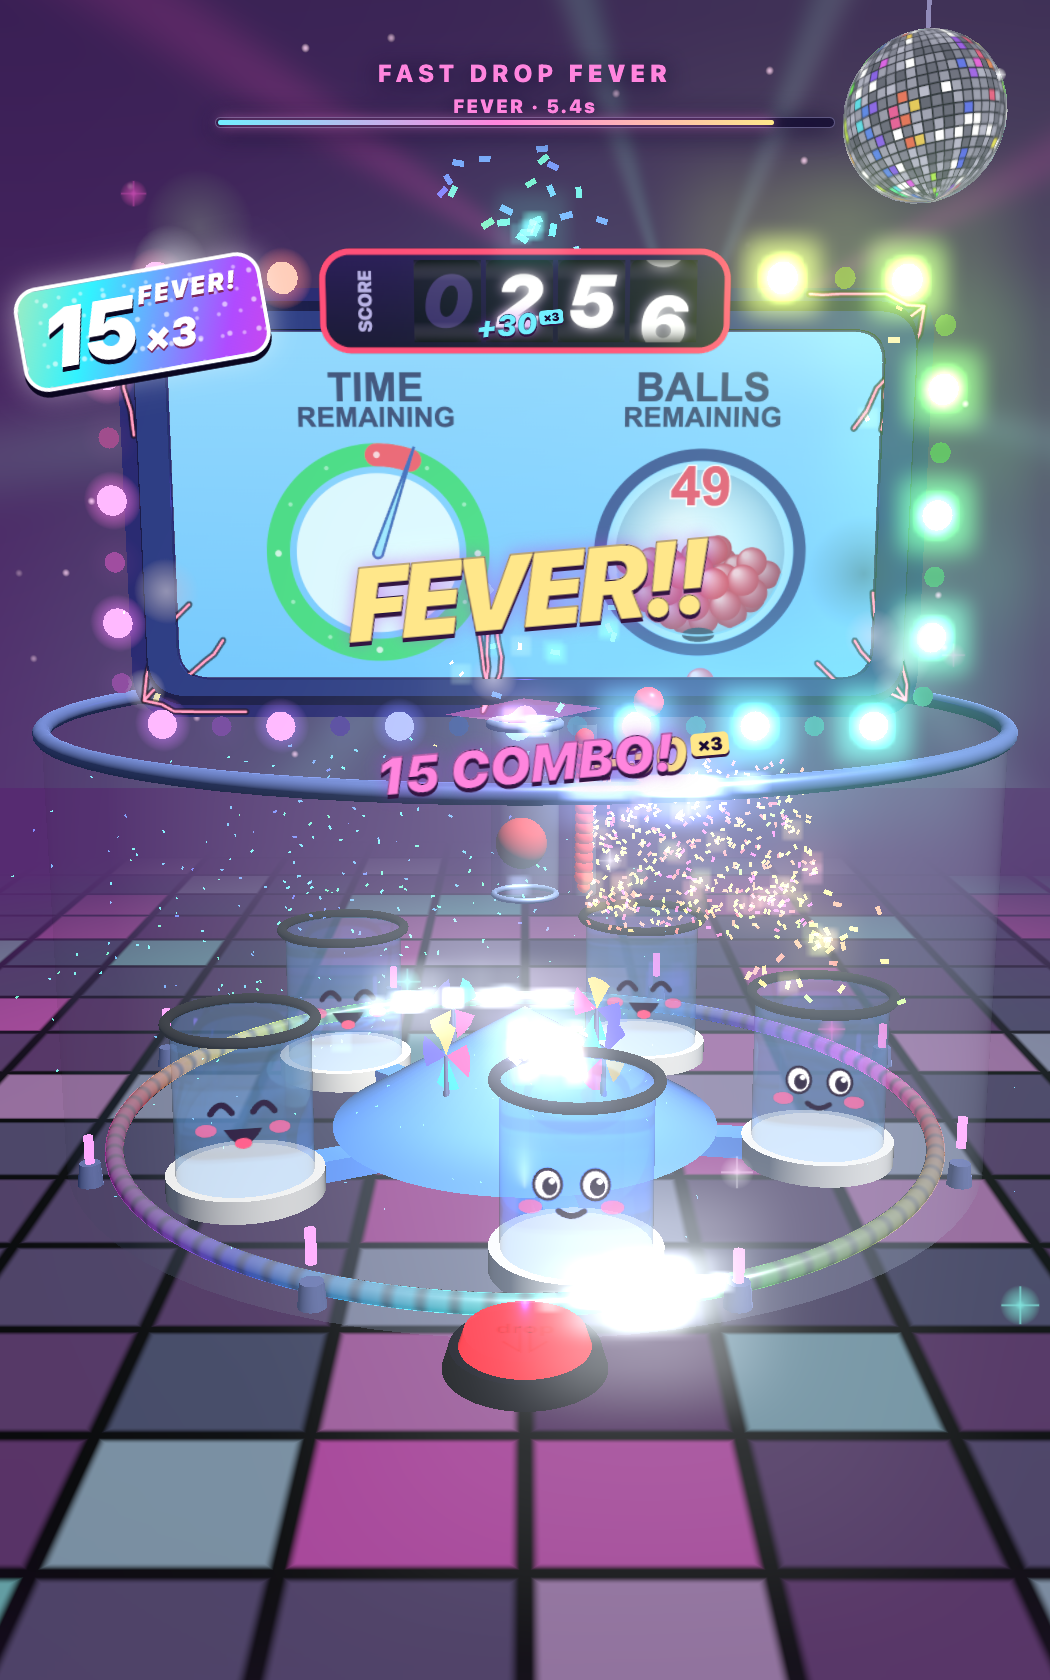 FAST DROP FEVER
FEVER · 5.4s
15 FEVER!
×3
SCORE
0256
+30 ×3
TIME
REMAINING
BALLS
REMAINING
49
FEVER!!
15 COMBO!
×3
drop